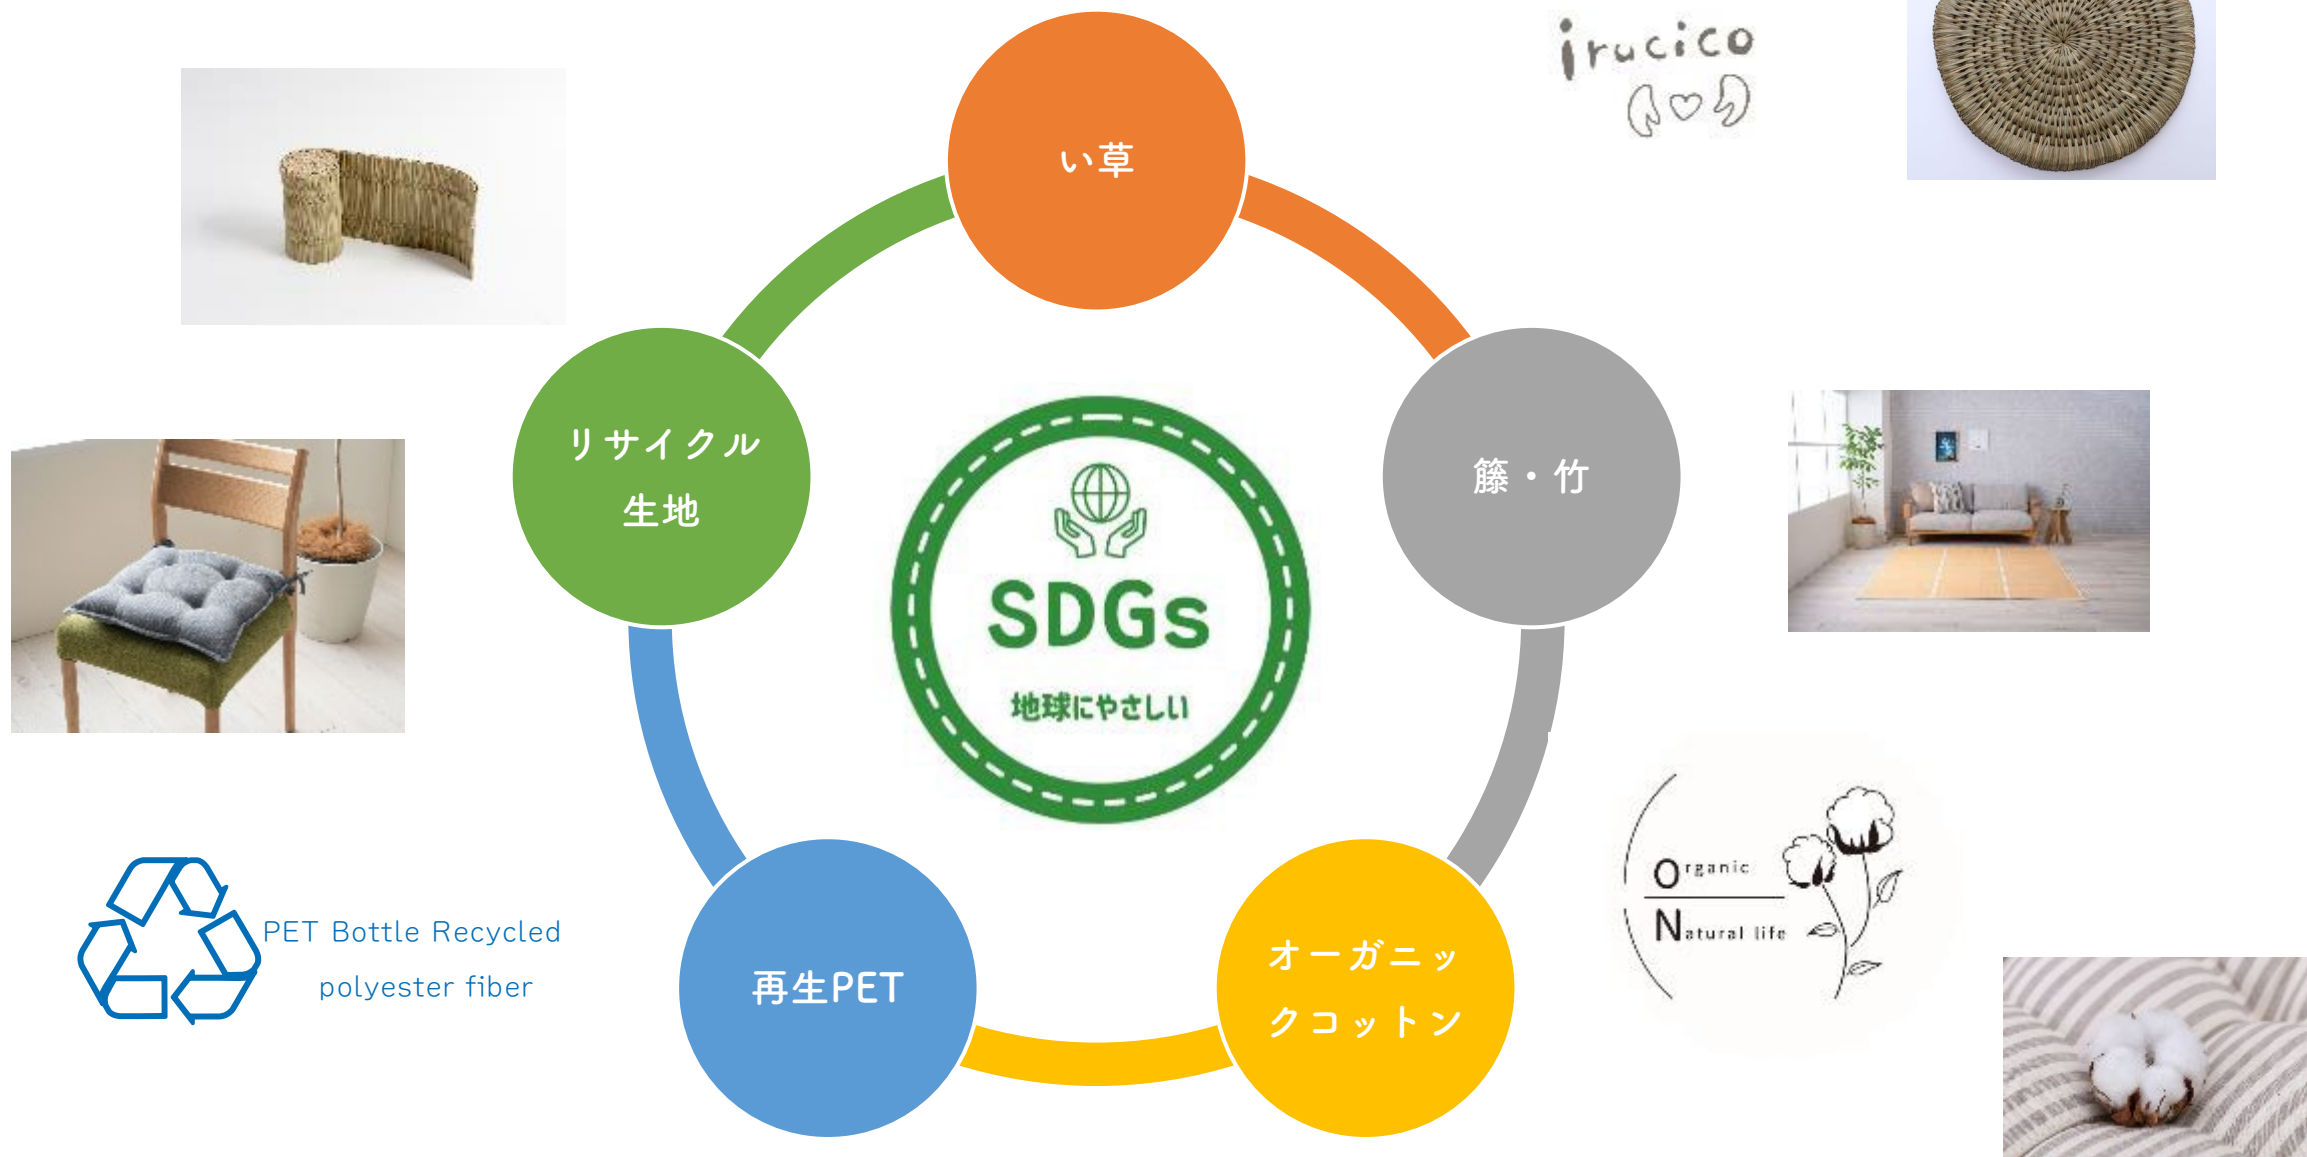 irucico
い草
リサイクル
生地
籐・竹
SDGs
地球にやさしい
Organic
Natural life
PET Bottle Recycled
polyester fiber
再生PET
オーガニッ
クコットン